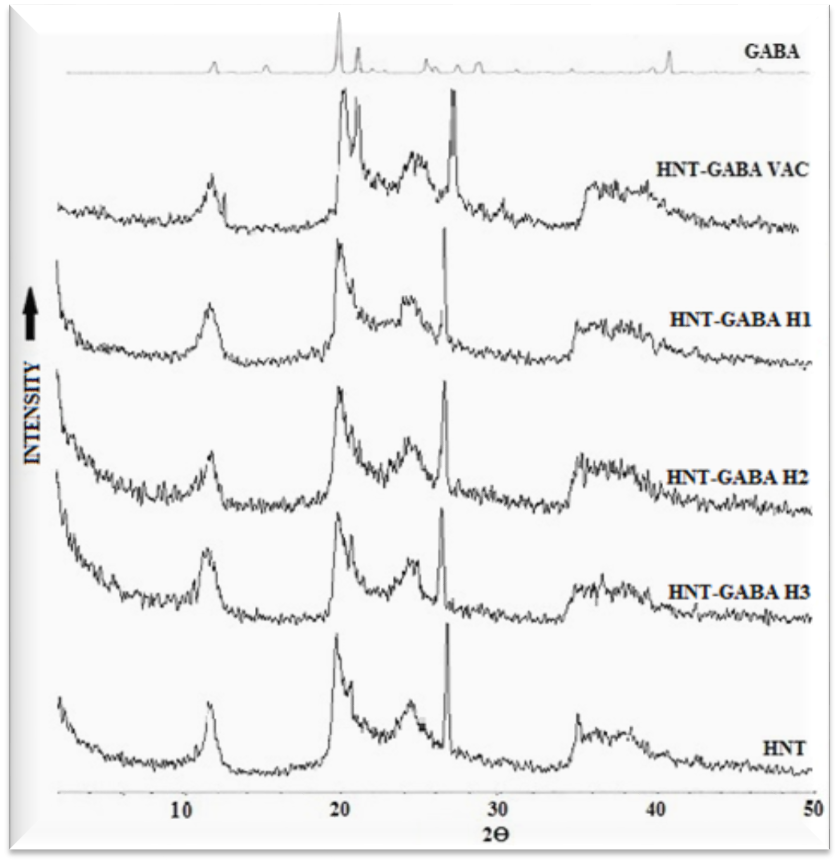 GABA
HNT-GABA VAC
HNT-GABA H1
INTENSITY
HNT-GABA H2
HNT-GABA H3
HNT
10 20 30 40 50
2Θ